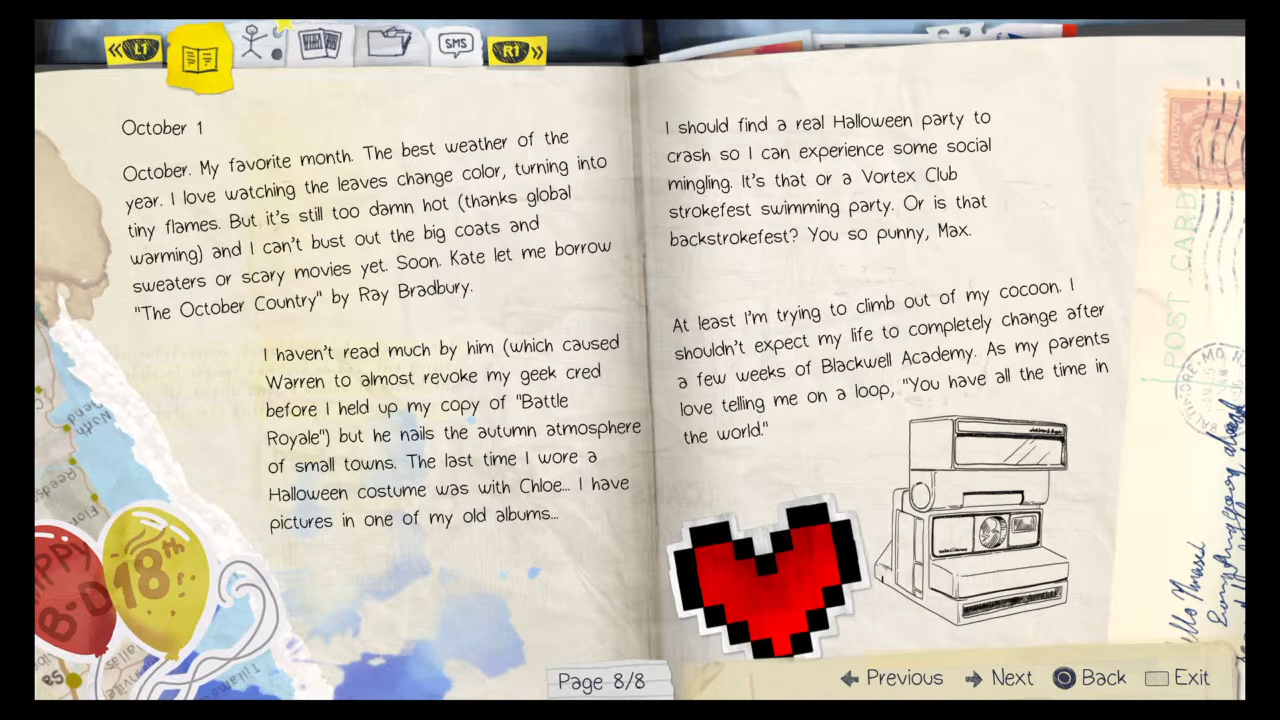 L1
SMS
R1
October 1
October. My favorite month. The best weather of the
year. I love watching the leaves change color, turning into
tiny flames. But it's still too damn hot (thanks global
warming) and I can't bust out the big coats and
sweaters or scary movies yet. Soon. Kate let me borrow
"The October Country" by Ray Bradbury.
I haven't read much by him (which caused
Warren to almost revoke my geek cred
before I held up my copy of "Battle
Royale") but he nails the autumn atmosphere
of small towns. The last time I wore a
Halloween costume was with Chloe... I have
pictures in one of my old albums...
I should find a real Halloween party to
crash so I can experience some social
mingling. It's that or a Vortex Club
strokefest swimming party. Or is that
backstrokefest? You so punny, Max.
At least I'm trying to climb out of my cocoon. I
shouldn't expect my life to completely change after
a few weeks of Blackwell Academy. As my parents
love telling me on a loop, "You have all the time in
the world."
HAPPY
B-D
18th
POST CARD
Page 8/8
Previous
Next
Back
Exit